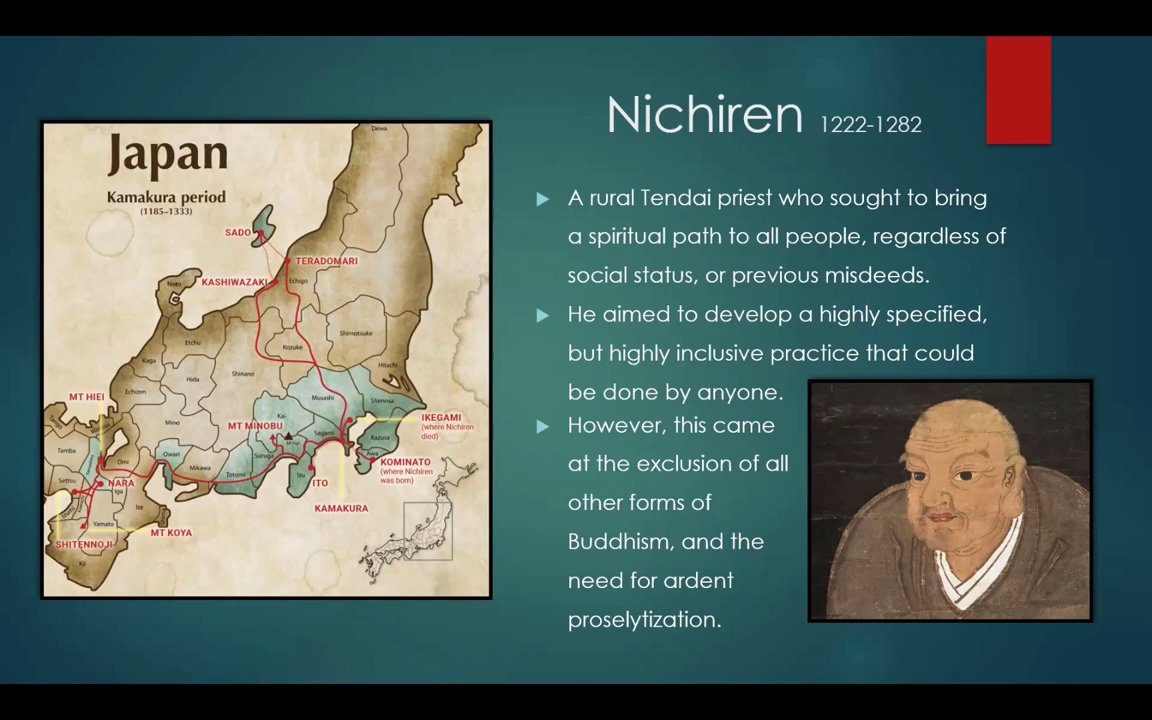 Nichiren 1222-1282
A rural Tendai priest who sought to bring
a spiritual path to all people, regardless of
social status, or previous misdeeds.
He aimed to develop a highly specified,
but highly inclusive practice that could
be done by anyone.
However, this came
at the exclusion of all
other forms of
Buddhism, and the
need for ardent
proselytization.
Japan
Kamakura period
(1185–1333)
Dewa
SADO
TERADOMARI
KASHIWAZAKI
Echigo
Noto
Etchu
Shimotsuke
Kozuke
Kaga
Shinano
Hitachi
Hida
Echizen
Musashi
Shimosa
MT HIEI
Kai
Mino
MT MINOBU
Mt Fuji
Sagami
IKEGAMI
(where Nichiren
died)
Kazusa
Tamba
Owari
Suruga
Awa
Omi
Mikawa
Totomi
Izu
KOMINATO
(where Nichiren
was born)
Settsu
NARA
ITO
Iga
Ise
KAMAKURA
Yamato
MT KOYA
SHITENNOJI
Kii